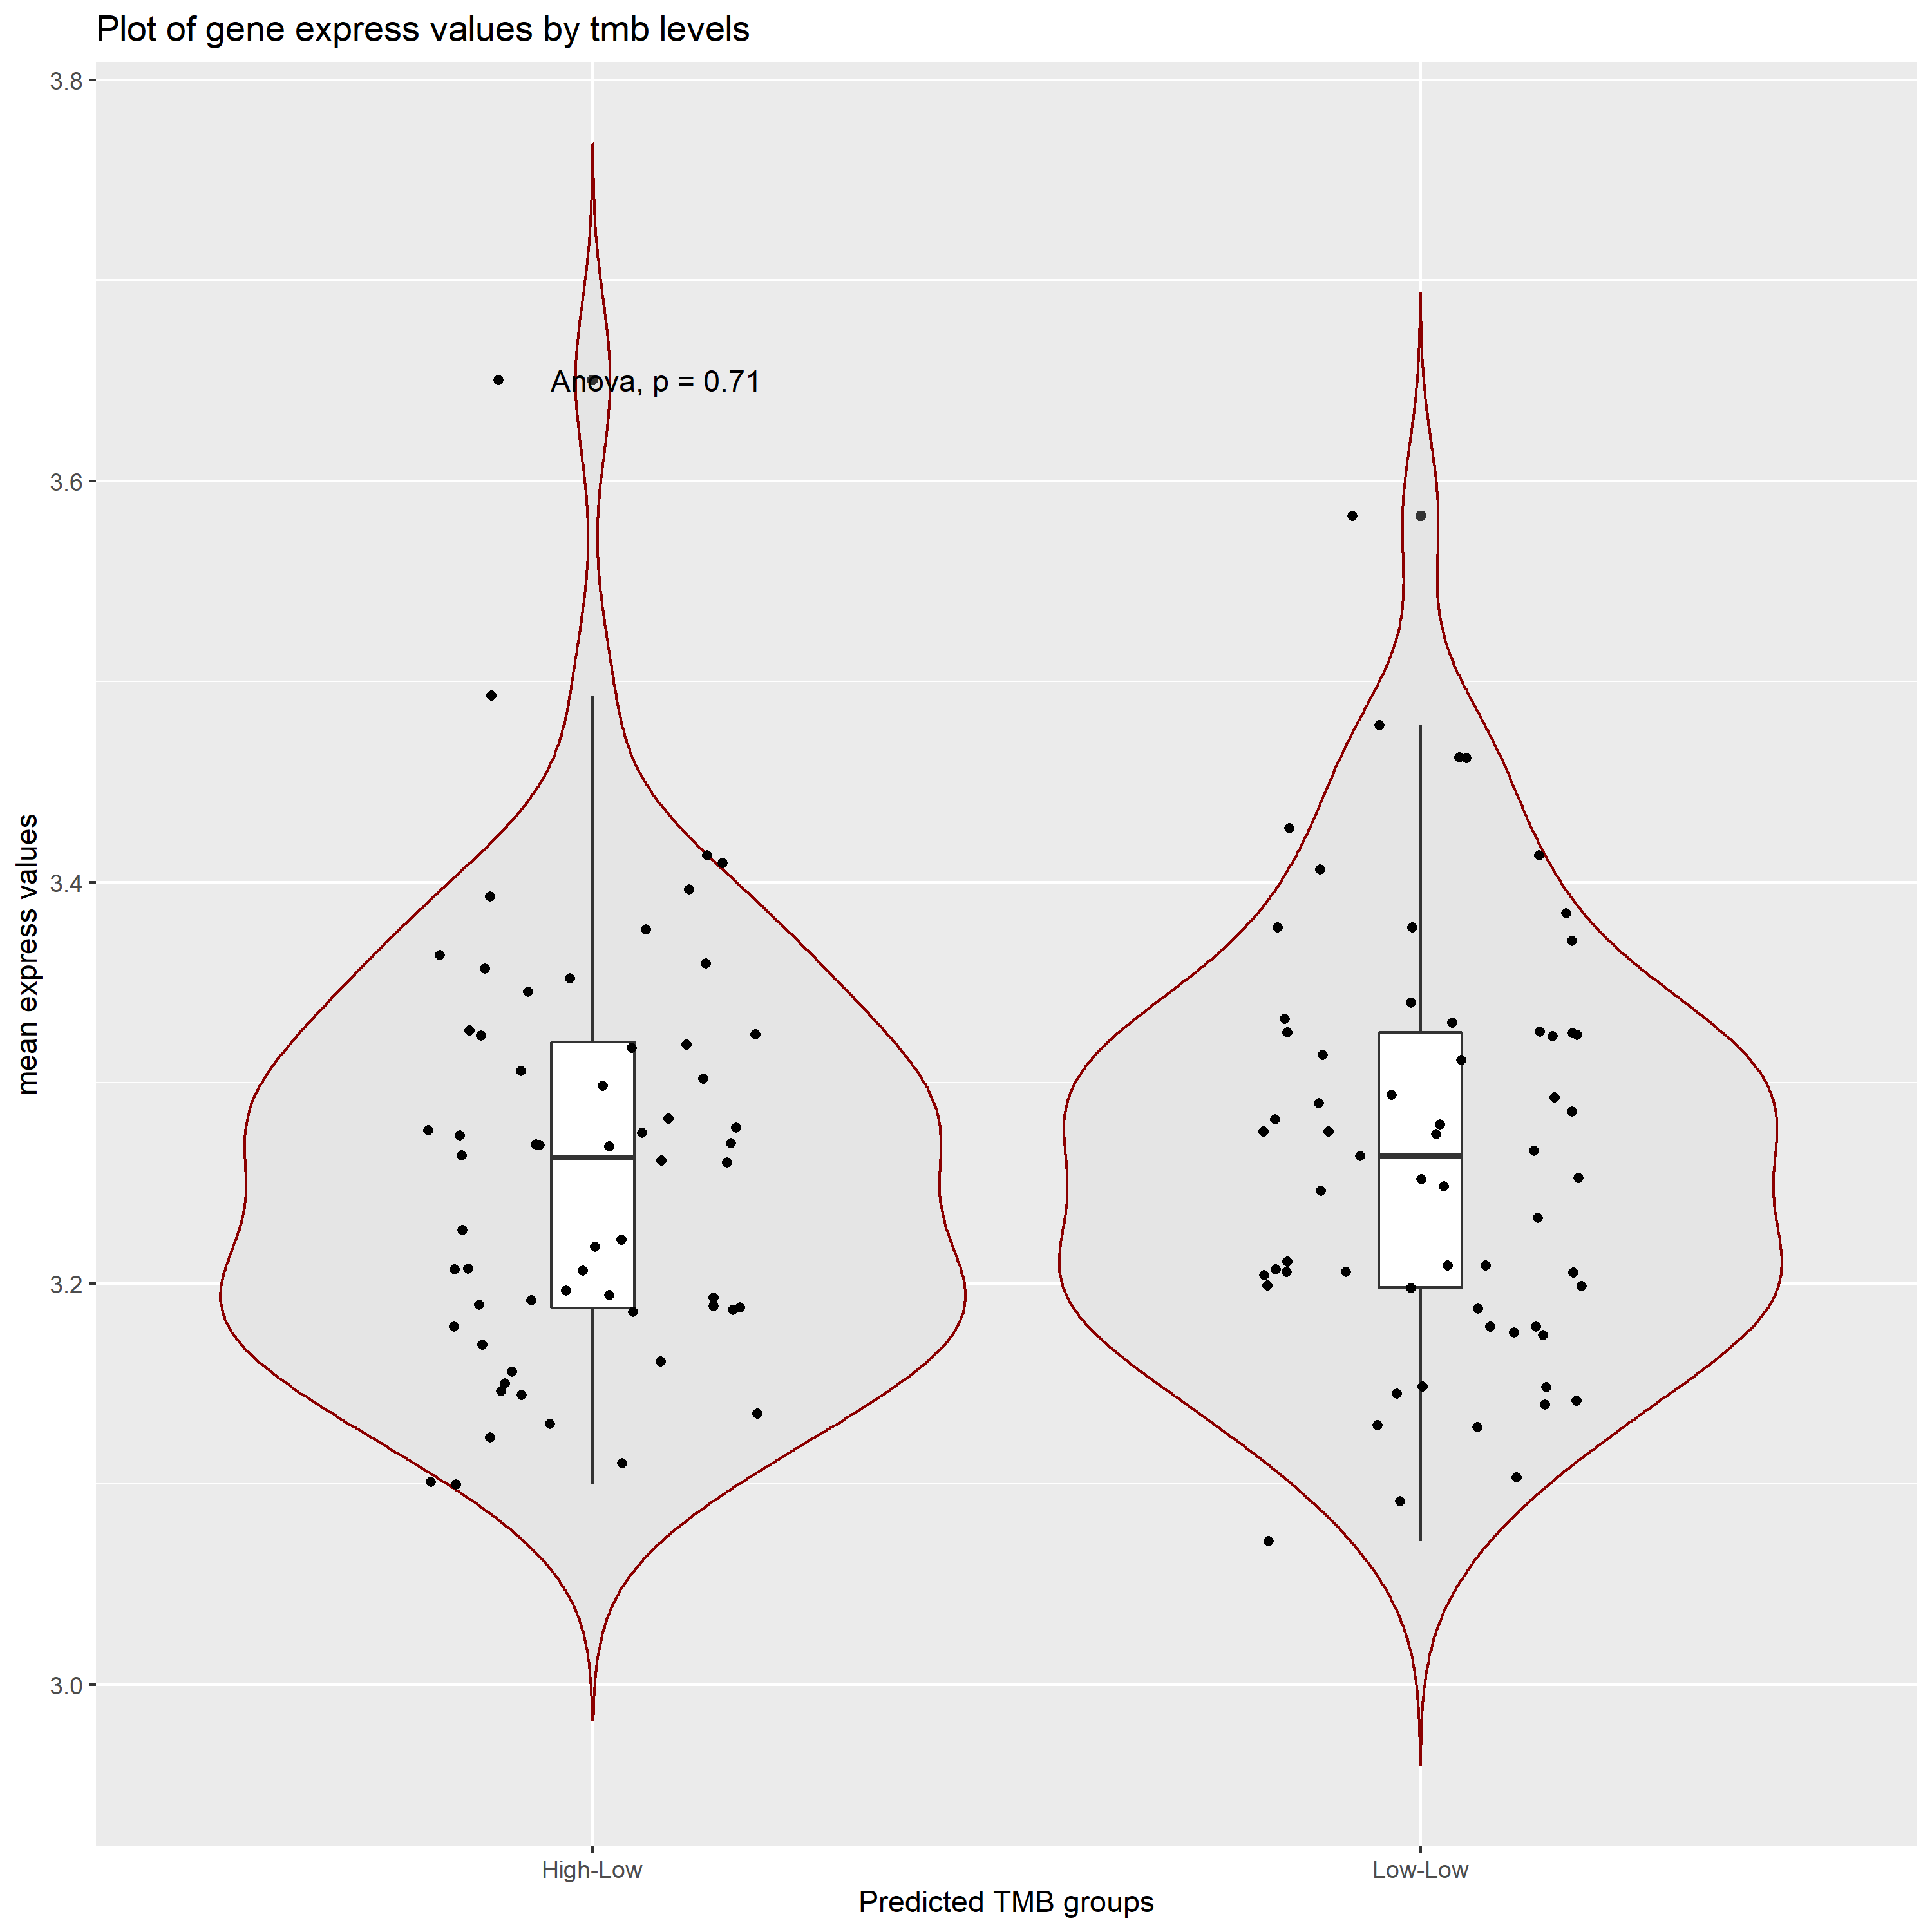 Plot of gene express values by tmb levels
3.8
3.6
3.4
3.2
3.0
mean express values
Anova, p = 0.71
High-Low
Low-Low
Predicted TMB groups